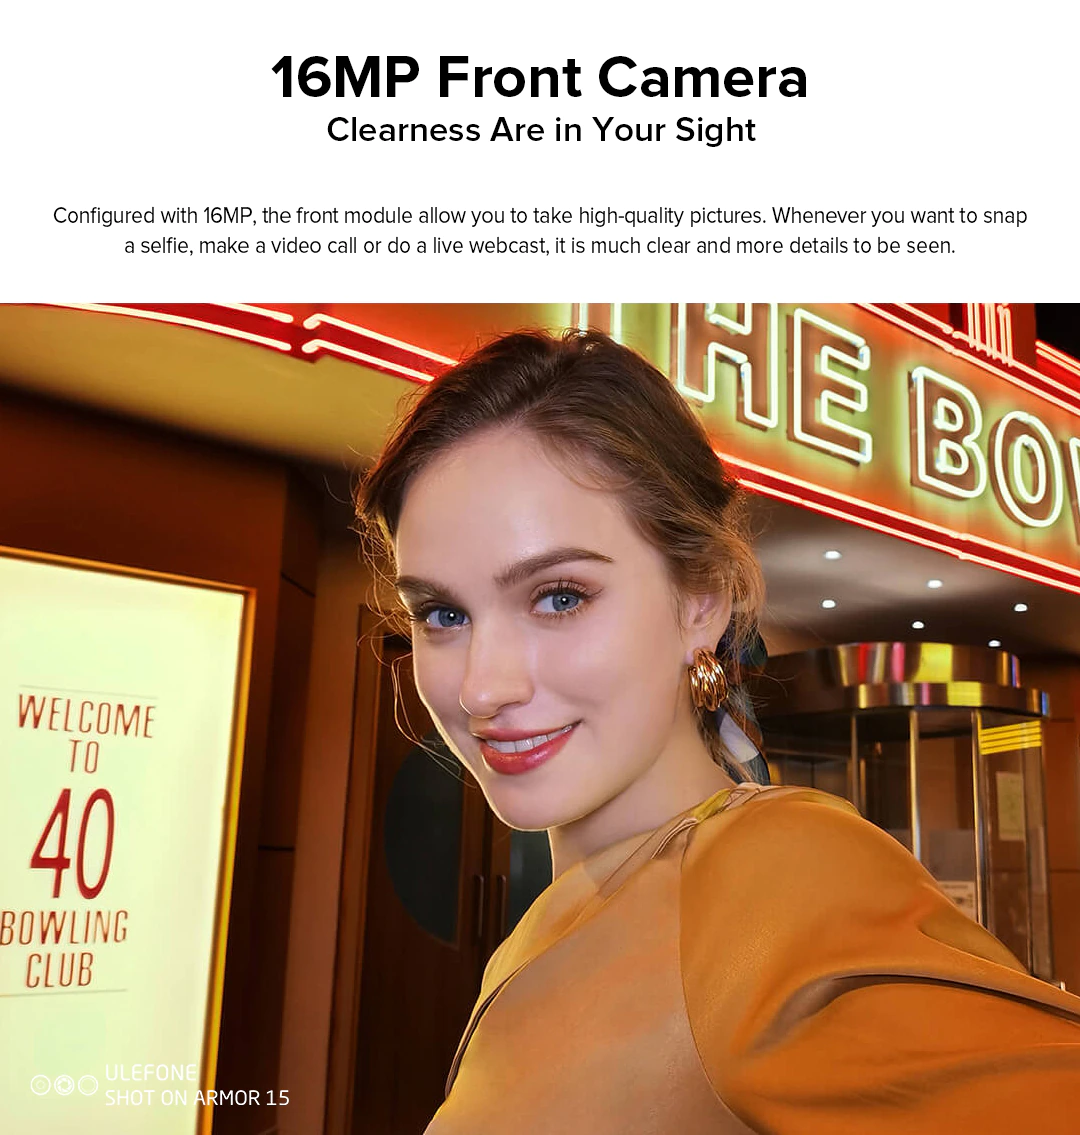 16MP Front Camera
Clearness Are in Your Sight
Configured with 16MP, the front module allow you to take high-quality pictures. Whenever you want to snap
a selfie, make a video call or do a live webcast, it is much clear and more details to be seen.
THE BOW
WELCOME
TO
40
BOWLING
CLUB
ULEFONE
SHOT ON ARMOR 15